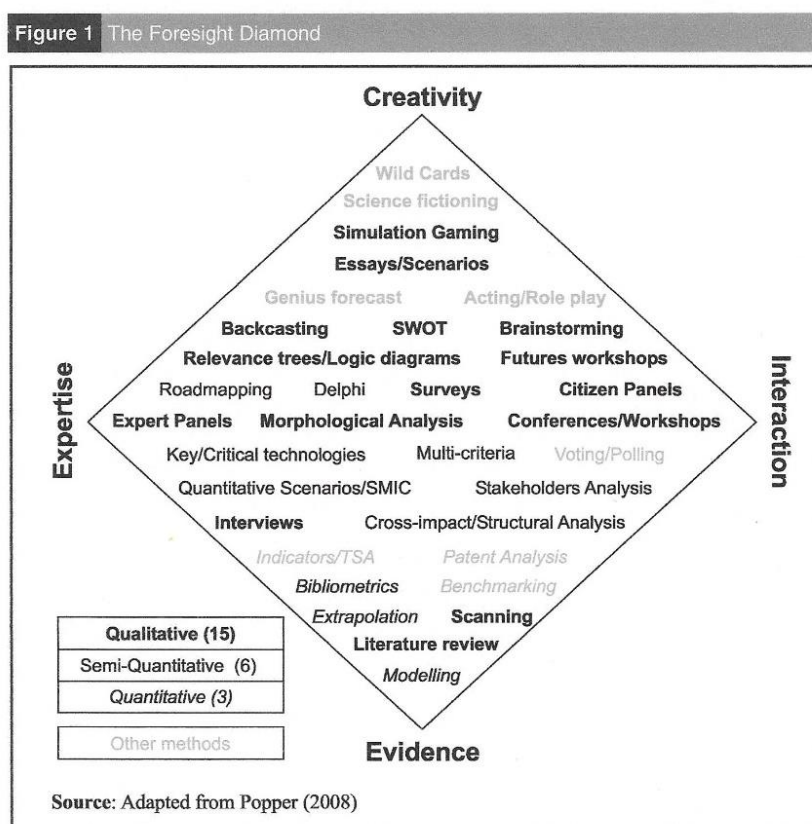 Figure 1 The Foresight Diamond
Creativity
Wild Cards
Science fictioning
Simulation Gaming
Essays/Scenarios
Genius forecast Acting/Role play
Backcasting SWOT Brainstorming
Relevance trees/Logic diagrams Futures workshops
Roadmapping Delphi Surveys Citizen Panels
Expertise
Expert Panels Morphological Analysis Conferences/Workshops
Interaction
Key/Critical technologies Multi-criteria Voting/Polling
Quantitative Scenarios/SMIC Stakeholders Analysis
Interviews Cross-impact/Structural Analysis
Indicators/TSA Patent Analysis
Bibliometrics Benchmarking
Extrapolation Scanning
Literature review
Modelling
Qualitative (15)
Semi-Quantitative (6)
Quantitative (3)
Other methods
Evidence
Source: Adapted from Popper (2008)